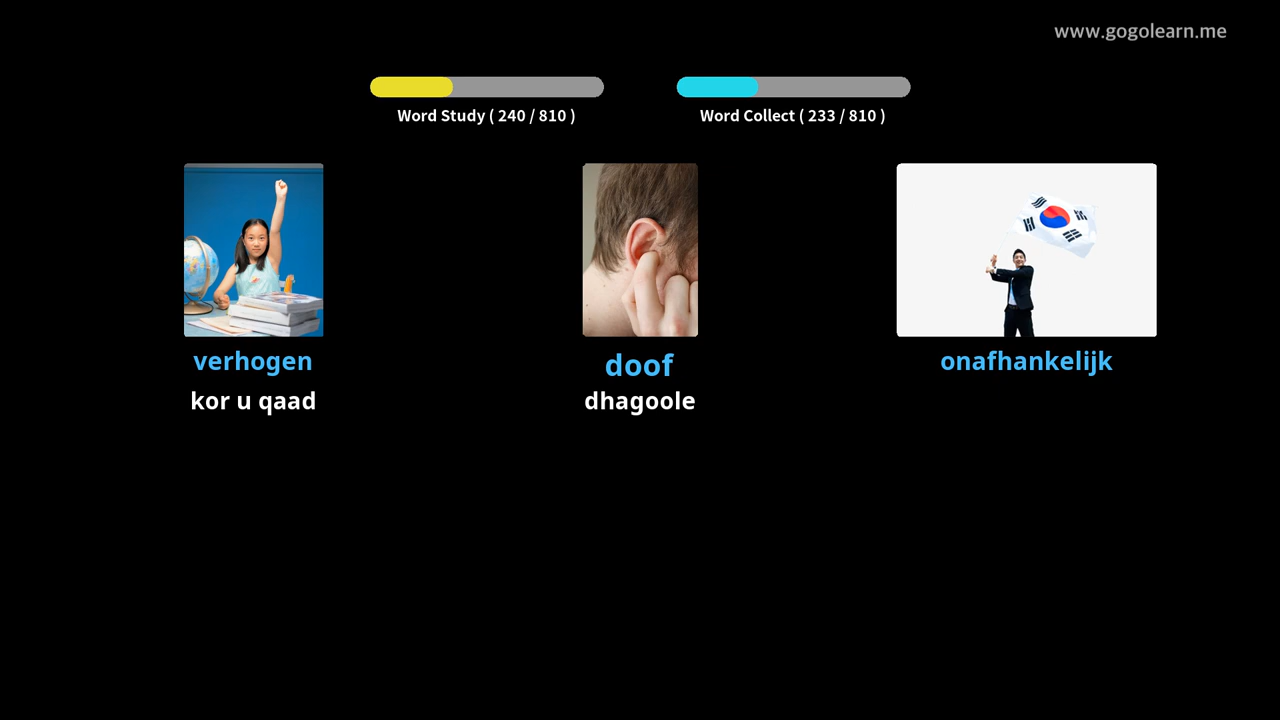 www.gogolearn.me
Word Study ( 240 / 810 )
Word Collect ( 233 / 810 )
verhogen
doof
onafhankelijk
kor u qaad
dhagoole